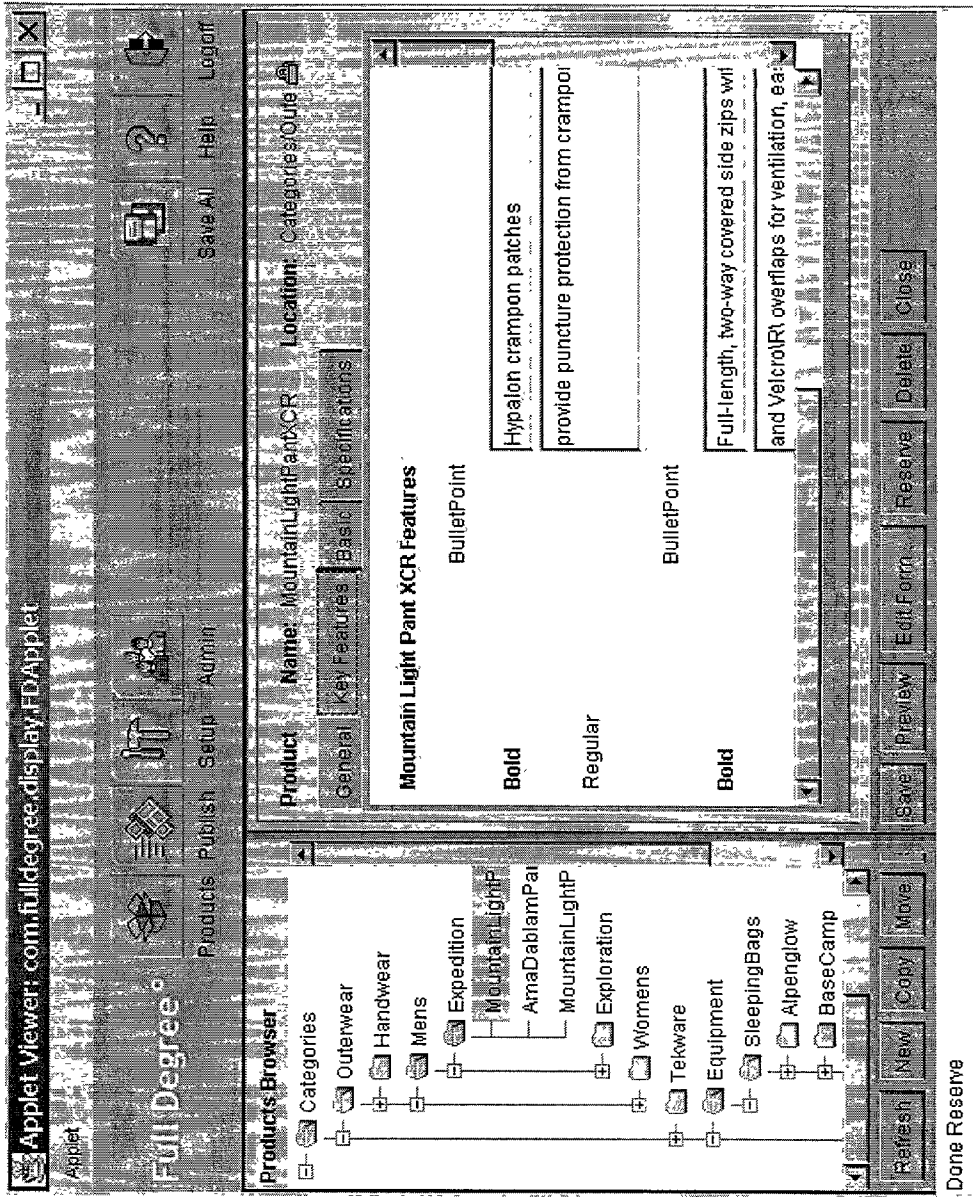 Applet Viewer: com.fulldegree.display.FDApplet
Applet
Full Degree°
Products
Publish
Setup
Admin
Save All
Help
Logoff
Products Browser
Categories
Outerwear
Handwear
Mens
Expedition
MountainLightP
AmaDablamPar
MountainLightP
Exploration
Womens
Tekware
Equipment
SleepingBags
Alpenglow
BaseCamp
Refresh
New
Copy
Move
Product Name: MountainLightPantXCR Location: Categories/Oute
General
Key Features
Basic
Specifications
Mountain Light Pant XCR Features
BulletPoint
Bold Hypalon crampon patches
Regular provide puncture protection from crampor
BulletPoint
Bold Full-length, two-way covered side zips wit
and Velcro\R\ overflaps for ventilation, eas
Save
Preview
Edit Form...
Reserve
Delete
Close
Done Reserve